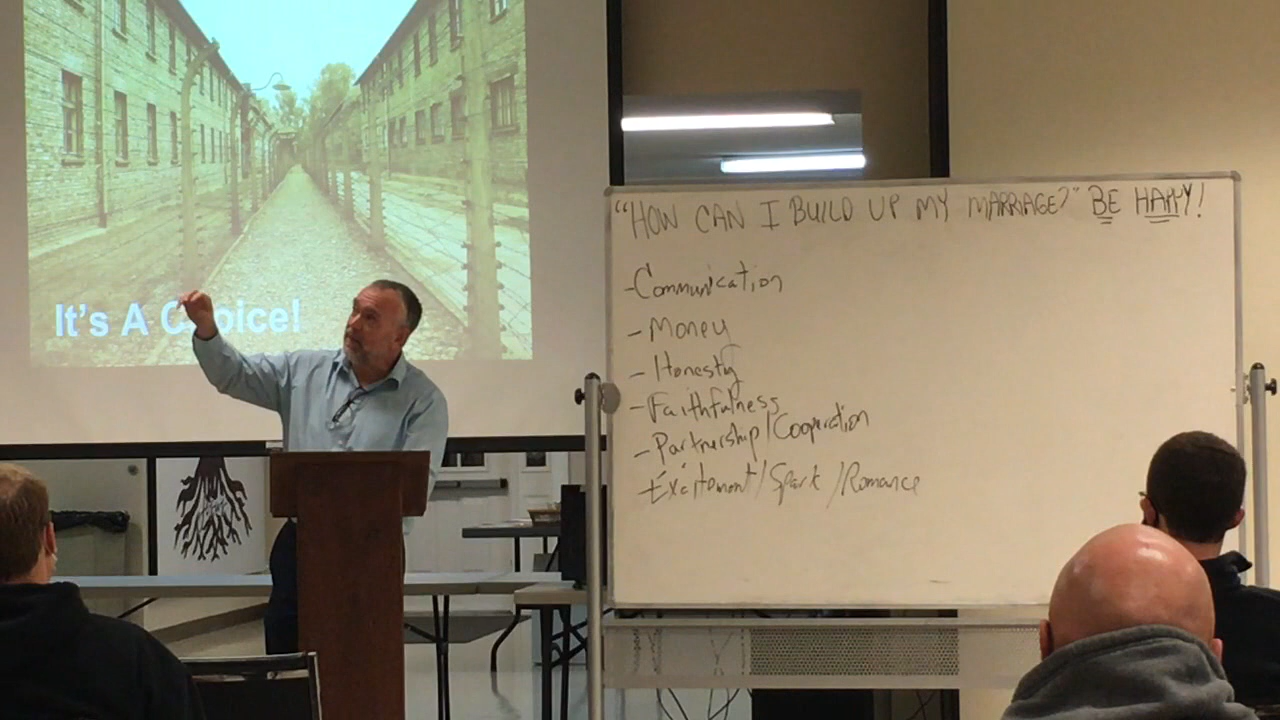 It's A Choice!
"HOW CAN I BUILD UP MY MARRIAGE?" BE HAPPY!
-Communication
- Money
- Honesty
-Faithfulness
- Partnership/Cooperation
-Excitement/Spark/Romance